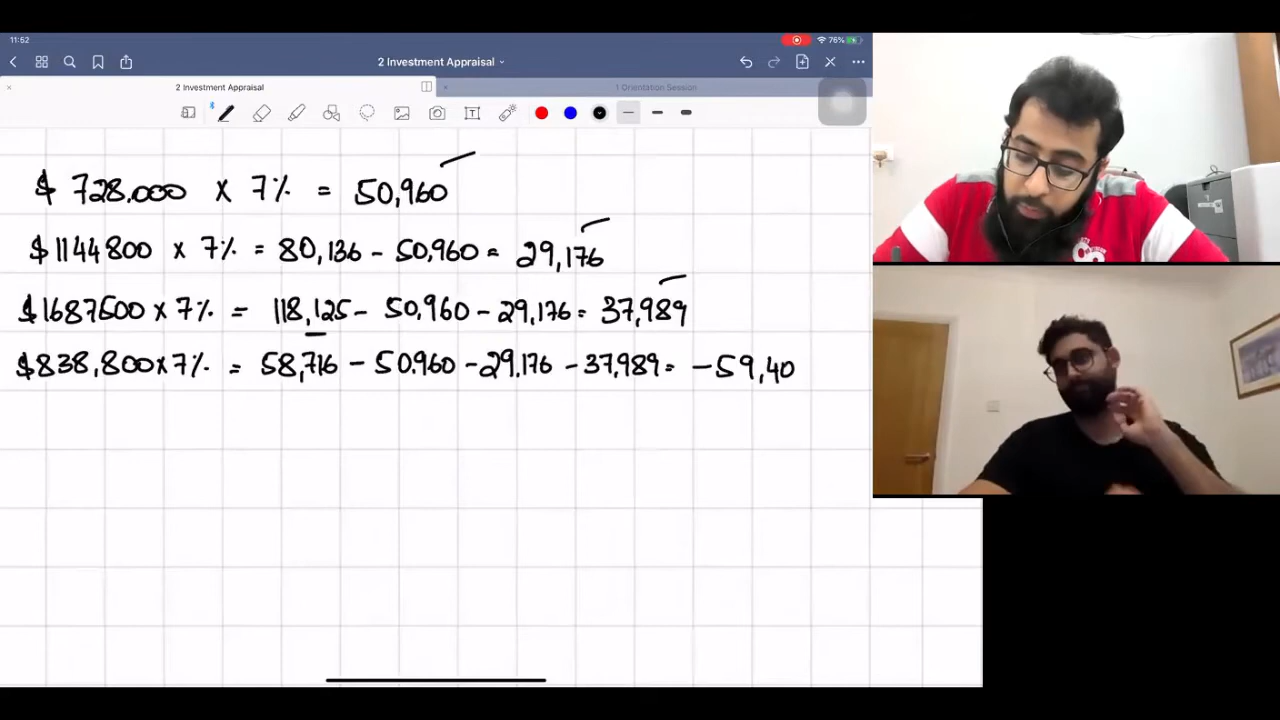 11:52
76%
2 Investment Appraisal
2 Investment Appraisal
1 Orientation Session
$ 728.000 x 7% = 50,960
$1144800 x 7% = 80,136 - 50,960 = 29,176
$1687500 x 7% = 118,125 - 50,960 - 29,176 = 37,989
$838,800 x 7% = 58,716 - 50.960 - 29,176 - 37,989 = -59,40